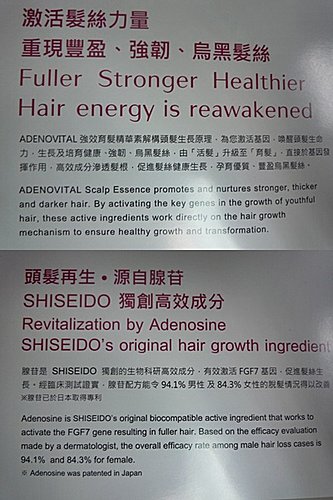 激活髮絲力量
重現豐盈、強韌、烏黑髮絲
Fuller Stronger Healthier
Hair energy is reawakened
ADENOVITAL 強效育髮精華素解構頭髮生長原理，為您激活基因，喚醒頭髮生命
力，生長及培育健康、強韌、烏黑髮絲，由「活髮」升級至「育髮」，直接於基因發
揮作用，高效成分滲透髮根，促進髮絲健康生長，孕育優質、豐盈烏黑髮絲。
ADENOVITAL Scalp Essence promotes and nurtures stronger, thicker
and darker hair. By activating the key genes in the growth of youthful
hair, these active ingredients work directly on the hair growth
mechanism to ensure healthy growth and transformation.
頭髮再生・源自腺苷
SHISEIDO 獨創高效成分
Revitalization by Adenosine
SHISEIDO's original hair growth ingredient
腺苷是 SHISEIDO 獨創的生物科研高效成分，有效激活 FGF7 基因，促進髮絲生
長。經臨床測試證實，腺苷配方能令 94.1% 男性 及 84.3% 女性的脫髮情況得以改善
※腺苷已於日本取得專利
Adenosine is SHISEIDO's original biocompatible active ingredient that works to
activate the FGF7 gene resulting in fuller hair. Based on the efficacy evaluation
made by a dermatologist, the overall efficacy rate among male hair loss cases is
94.1% and 84.3% for female.
※ Adenosine was patented in Japan